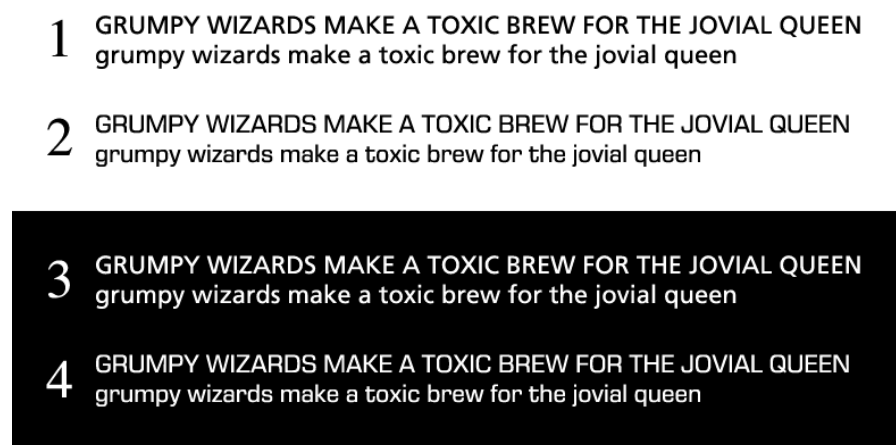 1 GRUMPY WIZARDS MAKE A TOXIC BREW FOR THE JOVIAL QUEEN
grumpy wizards make a toxic brew for the jovial queen
2 GRUMPY WIZARDS MAKE A TOXIC BREW FOR THE JOVIAL QUEEN
grumpy wizards make a toxic brew for the jovial queen
3 GRUMPY WIZARDS MAKE A TOXIC BREW FOR THE JOVIAL QUEEN
grumpy wizards make a toxic brew for the jovial queen
4 GRUMPY WIZARDS MAKE A TOXIC BREW FOR THE JOVIAL QUEEN
grumpy wizards make a toxic brew for the jovial queen